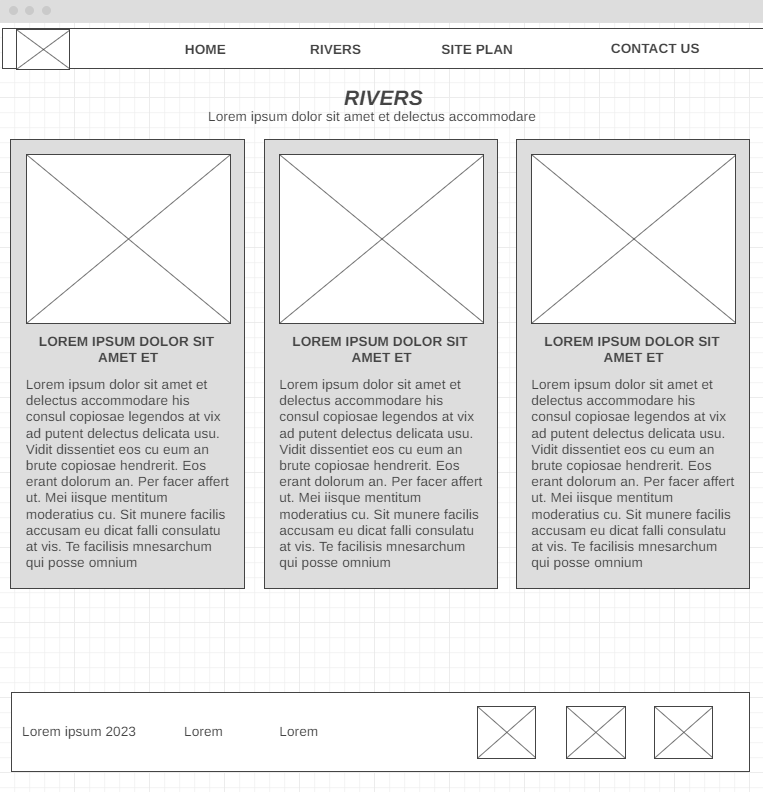 HOME RIVERS SITE PLAN CONTACT US
RIVERS
Lorem ipsum dolor sit amet et delectus accommodare
LOREM IPSUM DOLOR SIT
AMET ET
Lorem ipsum dolor sit amet et
delectus accommodare his
consul copiosae legendos at vix
ad putent delectus delicata usu.
Vidit dissentiet eos cu eum an
brute copiosae hendrerit. Eos
erant dolorum an. Per facer affert
ut. Mei iisque mentitum
moderatius cu. Sit munere facilis
accusam eu dicat falli consulatu
at vis. Te facilisis mnesarchum
qui posse omnium
LOREM IPSUM DOLOR SIT
AMET ET
Lorem ipsum dolor sit amet et
delectus accommodare his
consul copiosae legendos at vix
ad putent delectus delicata usu.
Vidit dissentiet eos cu eum an
brute copiosae hendrerit. Eos
erant dolorum an. Per facer affert
ut. Mei iisque mentitum
moderatius cu. Sit munere facilis
accusam eu dicat falli consulatu
at vis. Te facilisis mnesarchum
qui posse omnium
LOREM IPSUM DOLOR SIT
AMET ET
Lorem ipsum dolor sit amet et
delectus accommodare his
consul copiosae legendos at vix
ad putent delectus delicata usu.
Vidit dissentiet eos cu eum an
brute copiosae hendrerit. Eos
erant dolorum an. Per facer affert
ut. Mei iisque mentitum
moderatius cu. Sit munere facilis
accusam eu dicat falli consulatu
at vis. Te facilisis mnesarchum
qui posse omnium
Lorem ipsum 2023 Lorem Lorem